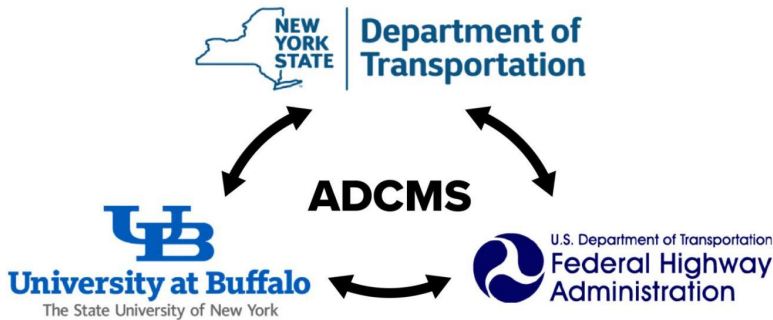 NEW
YORK
STATE
Department of
Transportation
ADCMS
UB
University at Buffalo
The State University of New York
U.S. Department of Transportation
Federal Highway
Administration